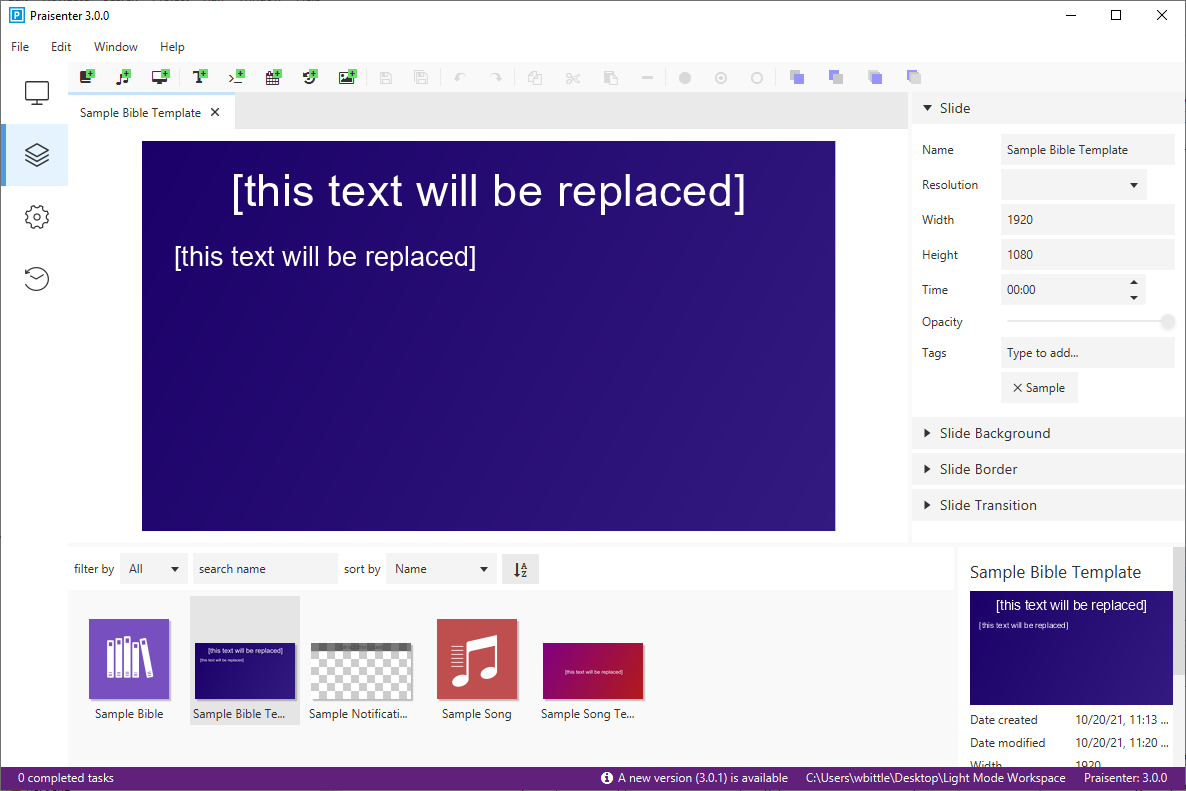 Praisenter 3.0.0
File Edit Window Help
Sample Bible Template
[this text will be replaced]
[this text will be replaced]
Slide
Name Sample Bible Template
Resolution
Width 1920
Height 1080
Time 00:00
Opacity
Tags Type to add...
Sample
Slide Background
Slide Border
Slide Transition
filter by All search name sort by Name
[this text will be replaced]
[this text will be replaced]
[this text will be replaced]
Sample Bible Sample Bible Te... Sample Notificati... Sample Song Sample Song Te...
Sample Bible Template
[this text will be replaced]
[this text will be replaced]
Date created 10/20/21, 11:13 ...
Date modified 10/20/21, 11:20 ...
Width 1920
0 completed tasks A new version (3.0.1) is available C:\Users\wbittle\Desktop\Light Mode Workspace Praisenter: 3.0.0